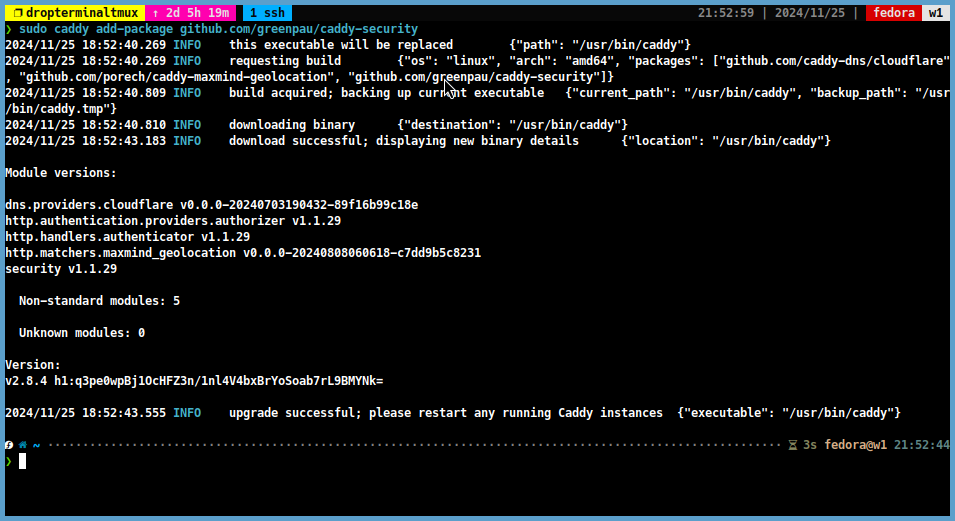 droptermina1tmux ↑ 2d 5h 19m 1 ssh 21:52:59 | 2024/11/25 | fedora w1
❯ sudo caddy add-package github.com/greenpau/caddy-security
2024/11/25 18:52:40.269 INFO this executable will be replaced {"path": "/usr/bin/caddy"}
2024/11/25 18:52:40.269 INFO requesting build {"os": "linux", "arch": "amd64", "packages": ["github.com/caddy-dns/cloudflare"
, "github.com/porech/caddy-maxmind-geolocation", "github.com/greenpau/caddy-security"]}
2024/11/25 18:52:40.809 INFO build acquired; backing up current executable {"current_path": "/usr/bin/caddy", "backup_path": "/usr
/bin/caddy.tmp"}
2024/11/25 18:52:40.810 INFO downloading binary {"destination": "/usr/bin/caddy"}
2024/11/25 18:52:43.183 INFO download successful; displaying new binary details {"location": "/usr/bin/caddy"}
Module versions:
dns.providers.cloudflare v0.0.0-20240703190432-89f16b99c18e
http.authentication.providers.authorizer v1.1.29
http.handlers.authenticator v1.1.29
http.matchers.maxmind_geolocation v0.0.0-20240808060618-c7dd9b5c8231
security v1.1.29
Non-standard modules: 5
Unknown modules: 0
Version:
v2.8.4 h1:q3pe0wpBj1OcHFZ3n/1nl4V4bxBrYoSoab7rL9BMYNk=
2024/11/25 18:52:43.555 INFO upgrade successful; please restart any running Caddy instances {"executable": "/usr/bin/caddy"}
~ 3s fedora@w1 21:52:44
❯